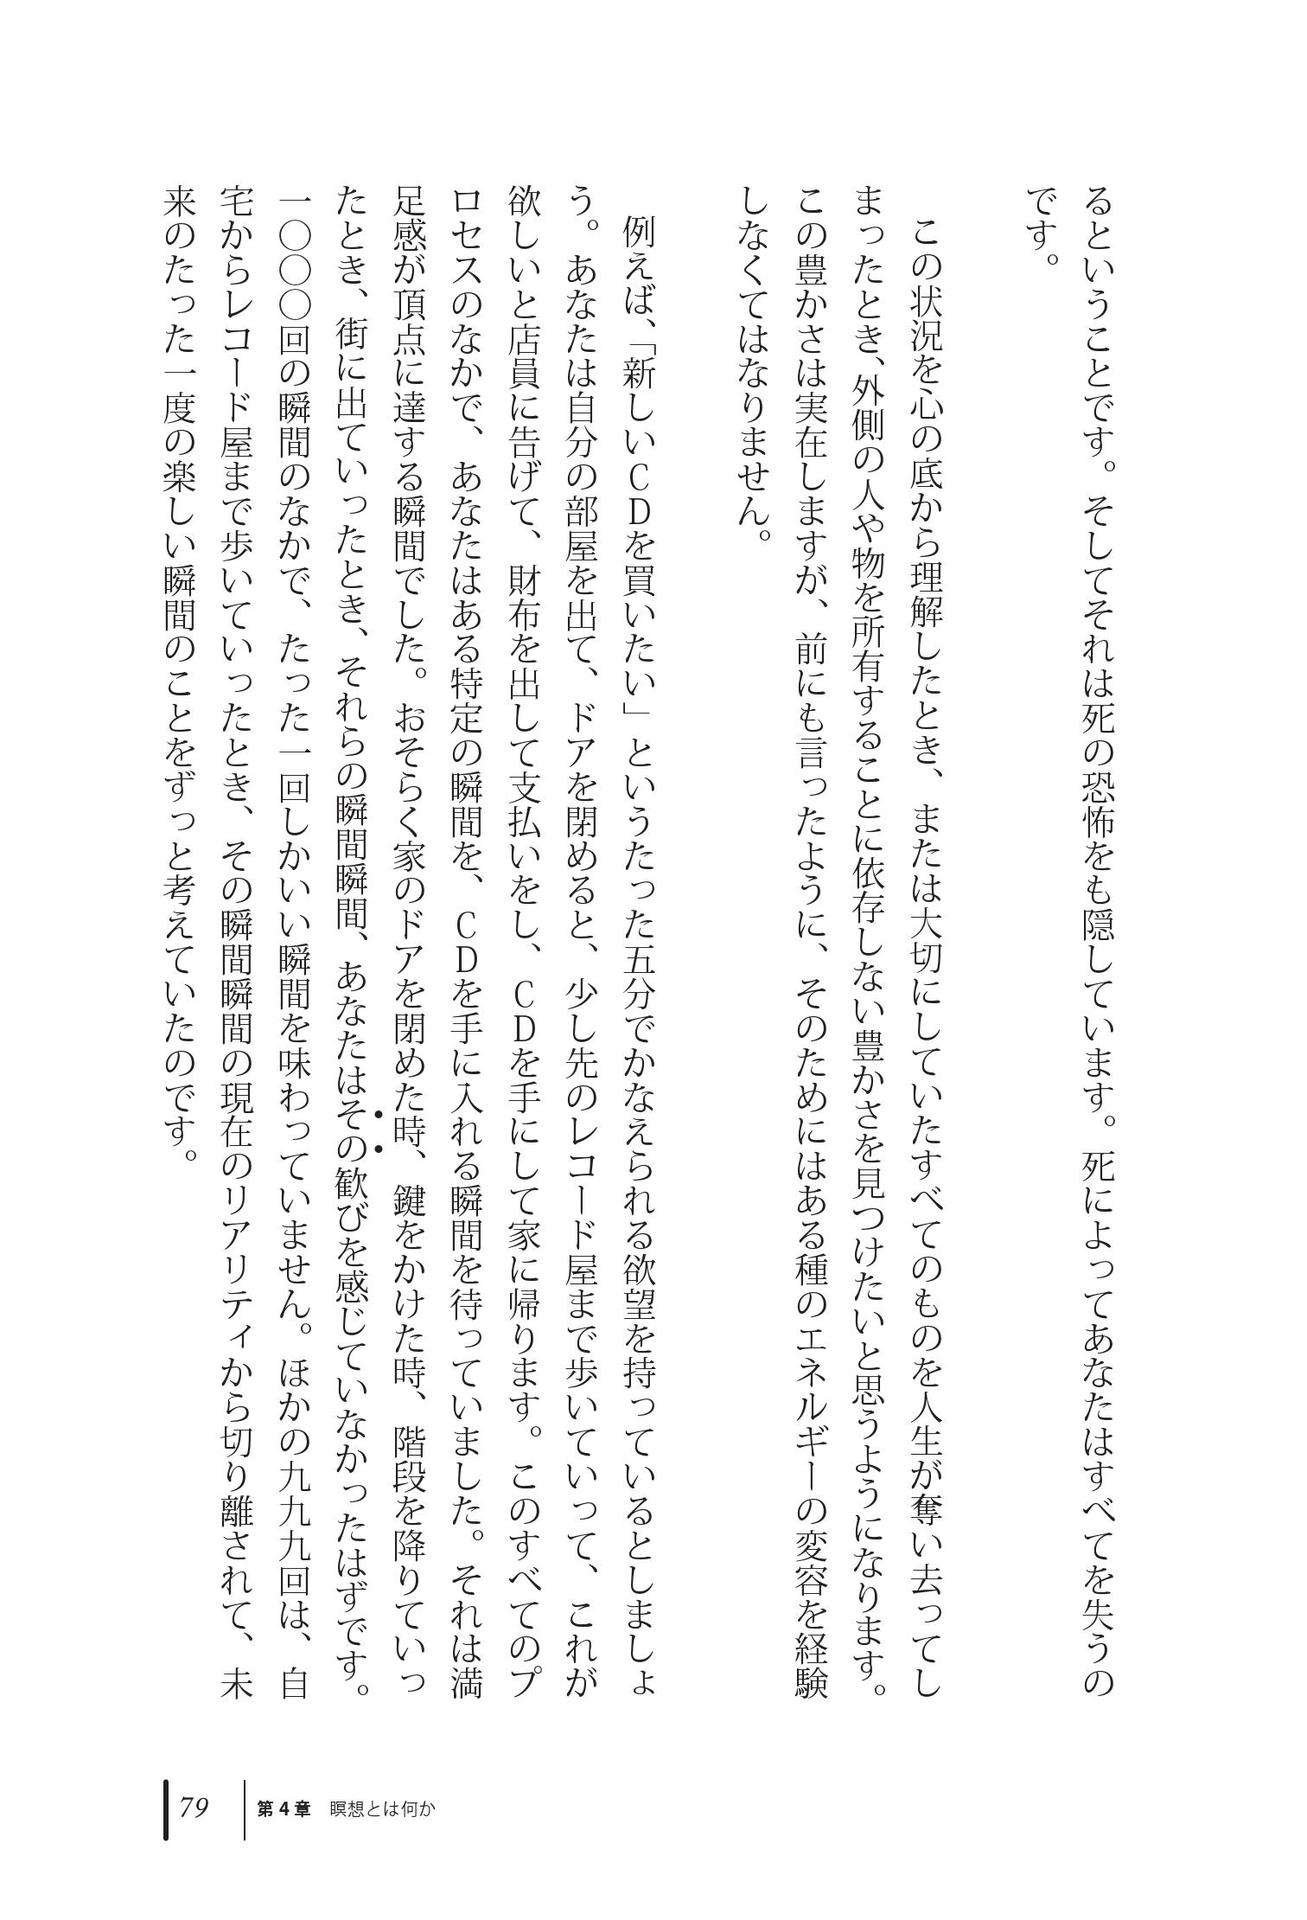 るということです。そしてそれは死の恐怖をも隠しています。死によってあなたはすべてを失うの
です。
この状況を心の底から理解したとき、または大切にしていたすべてのものを人生が奪い去ってし
まったとき、外側の人や物を所有することに依存しない豊かさを見つけたいと思うようになります。
この豊かさは実在しますが、前にも言ったように、そのためにはある種のエネルギーの変容を経験
しなくてはなりません。
例えば、「新しいＣＤを買いたい」というたった五分でかなえられる欲望を持っているとしましょ
う。あなたは自分の部屋を出て、ドアを閉めると、少し先のレコード屋まで歩いていって、これが
欲しいと店員に告げて、財布を出して支払いをし、ＣＤを手にして家に帰ります。このすべてのプ
ロセスのなかで、あなたはある特定の瞬間を、ＣＤを手に入れる瞬間を待っていました。それは満
足感が頂点に達する瞬間でした。おそらく家のドアを閉めた時、鍵をかけた時、階段を降りていっ
たとき、街に出ていったとき、それらの瞬間瞬間、あなたはその歓びを感じていなかったはずです。
一〇〇〇回の瞬間のなかで、たった一回しかいい瞬間を味わっていません。ほかの九九九回は、自
宅からレコード屋まで歩いていったとき、その瞬間瞬間の現在のリアリティから切り離されて、未
来のたった一度の楽しい瞬間のことをずっと考えていたのです。
79 第4章 瞑想とは何か